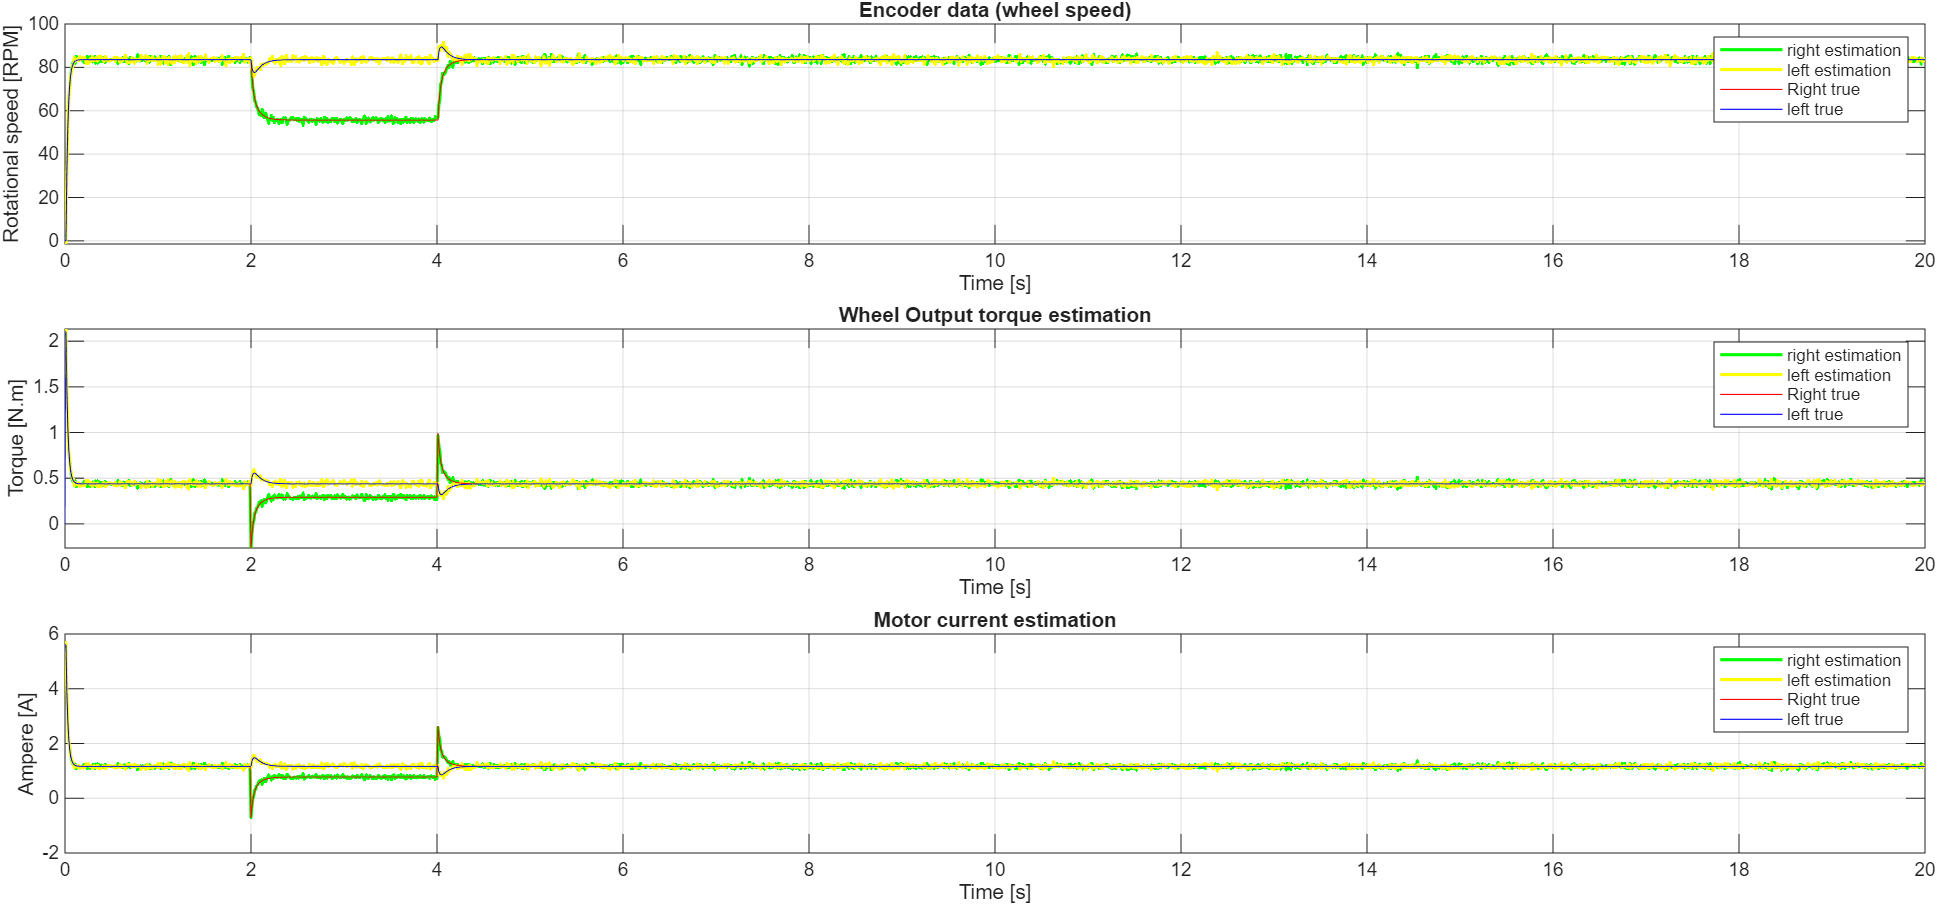 Encoder data (wheel speed)
Rotational speed [RPM]
100
80
60
40
20
0
right estimation
left estimation
Right true
left true
0 2 4 6 8 10 12 14 16 18 20
Time [s]
Wheel Output torque estimation
Torque [N.m]
2
1.5
1
0.5
0
right estimation
left estimation
Right true
left true
0 2 4 6 8 10 12 14 16 18 20
Time [s]
Motor current estimation
Ampere [A]
6
4
2
0
-2
right estimation
left estimation
Right true
left true
0 2 4 6 8 10 12 14 16 18 20
Time [s]